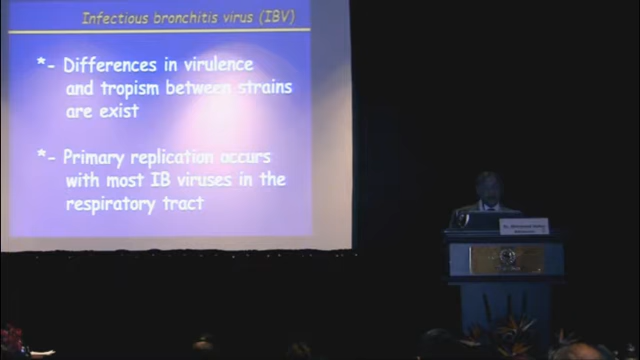 Infectious bronchitis virus (IBV)
*- Differences in virulence
and tropism between strains
are exist
*- Primary replication occurs
with most IB viruses in the
respiratory tract